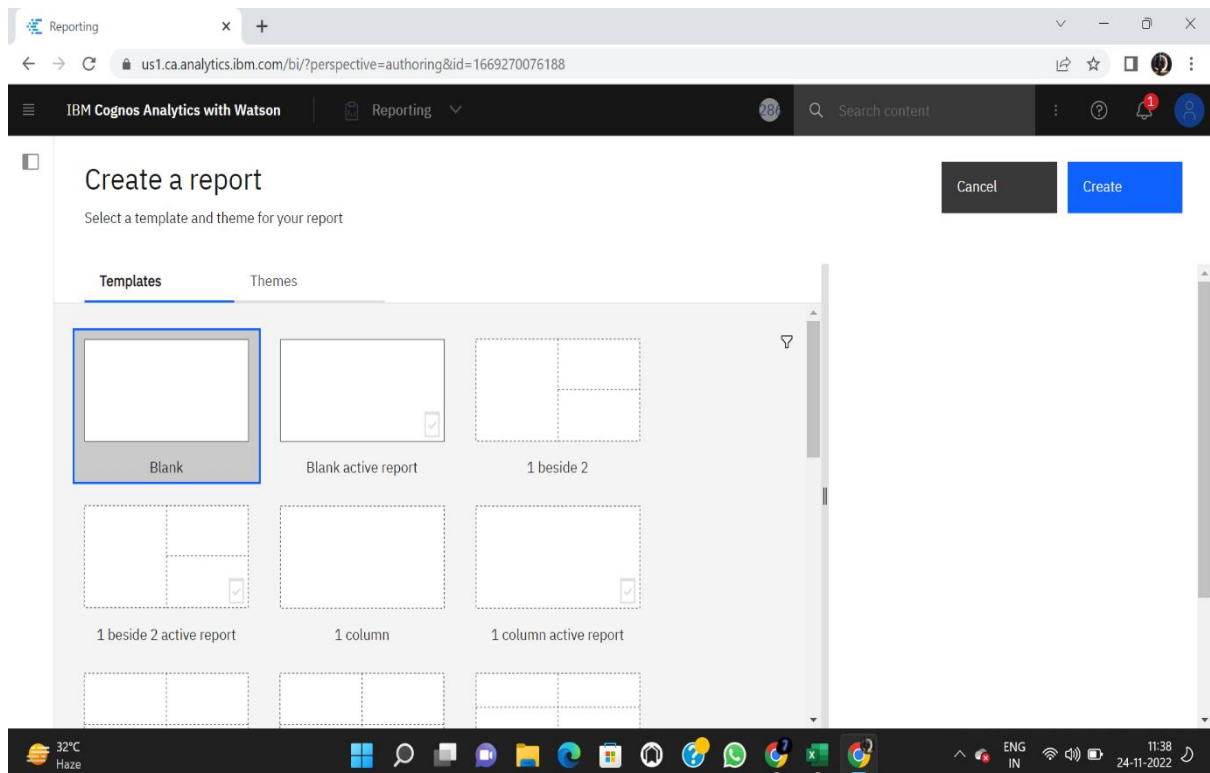 Reporting
us1.ca.analytics.ibm.com/bi/?perspective=authoring&id=1669270076188
IBM Cognos Analytics with Watson Reporting 286 Search content 1
Create a report
Cancel Create
Select a template and theme for your report
Templates Themes
Blank Blank active report 1 beside 2
1 beside 2 active report 1 column 1 column active report
32°C ENG 11:38
Haze IN 24-11-2022